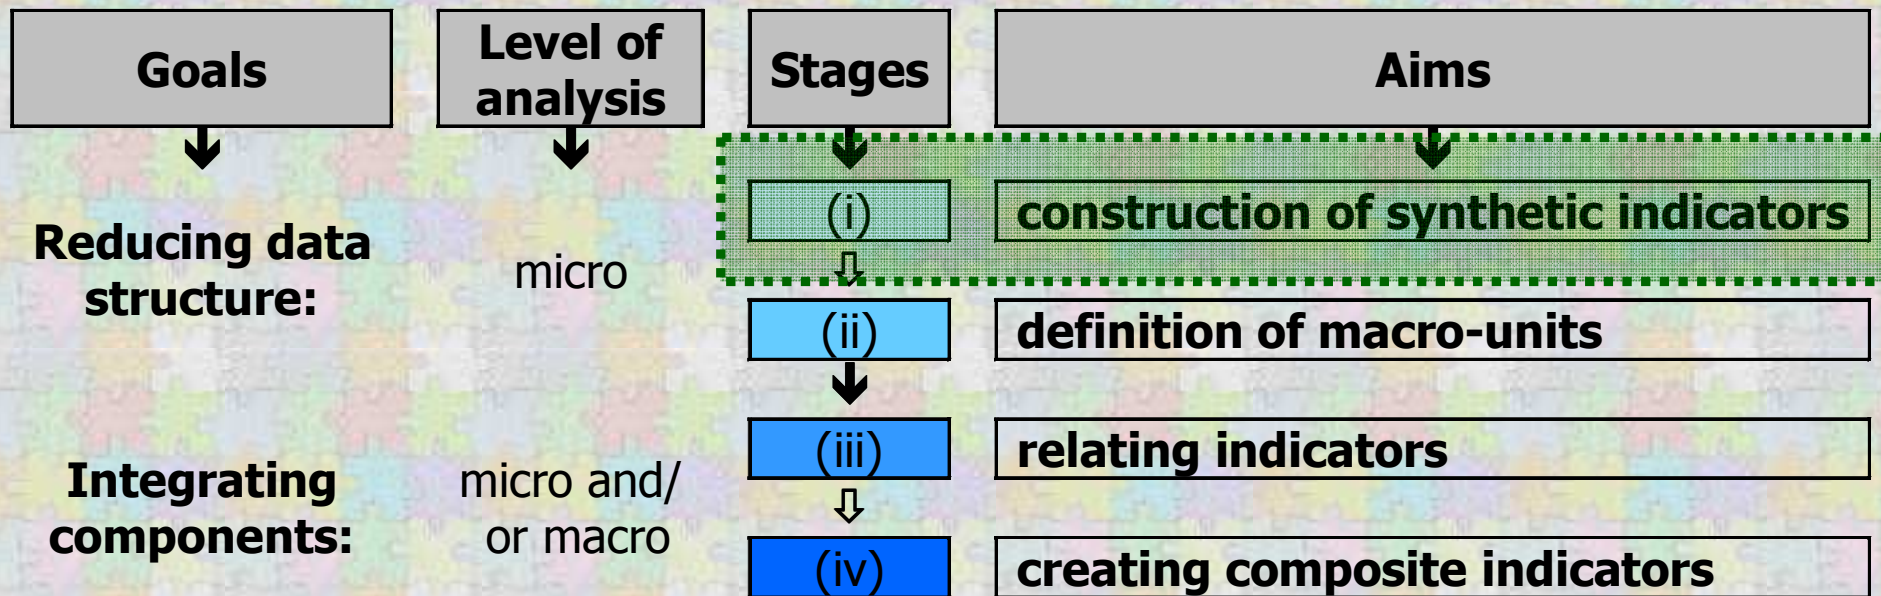 Goals
Level of
analysis
Stages
Aims
Reducing data
structure:
micro
(i)
construction of synthetic indicators
(ii)
definition of macro-units
Integrating
components:
micro and/
or macro
(iii)
relating indicators
(iv)
creating composite indicators